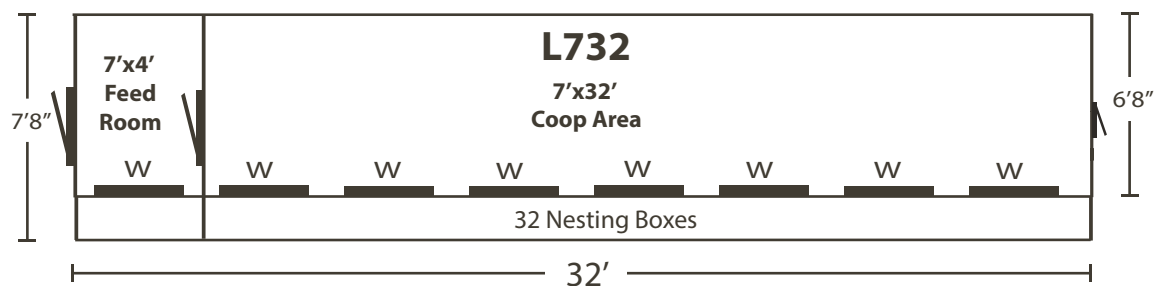 L732
7’x4’
Feed
Room
7’x32’
Coop Area
7’8”
6’8”
W W W W W W W W
32 Nesting Boxes
32’